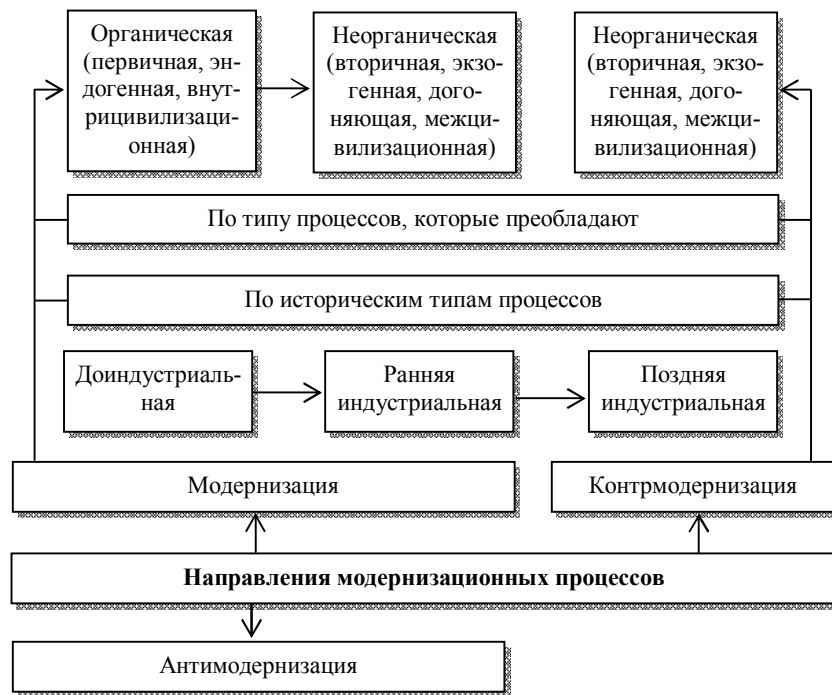 Органическая
(первичная, эн-
догенная, внут-
рицивилизаци-
онная)
Неорганическая
(вторичная, экзо-
генная, дого-
няющая, межци-
вилизационная)
Неорганическая
(вторичная, экзо-
генная, дого-
няющая, межци-
вилизационная)
По типу процессов, которые преобладают
По историческим типам процессов
Доиндустриаль-
ная
Ранняя
индустриальная
Поздняя
индустриальная
Модернизация
Контрмодернизация
Направления модернизационных процессов
Антимодернизация